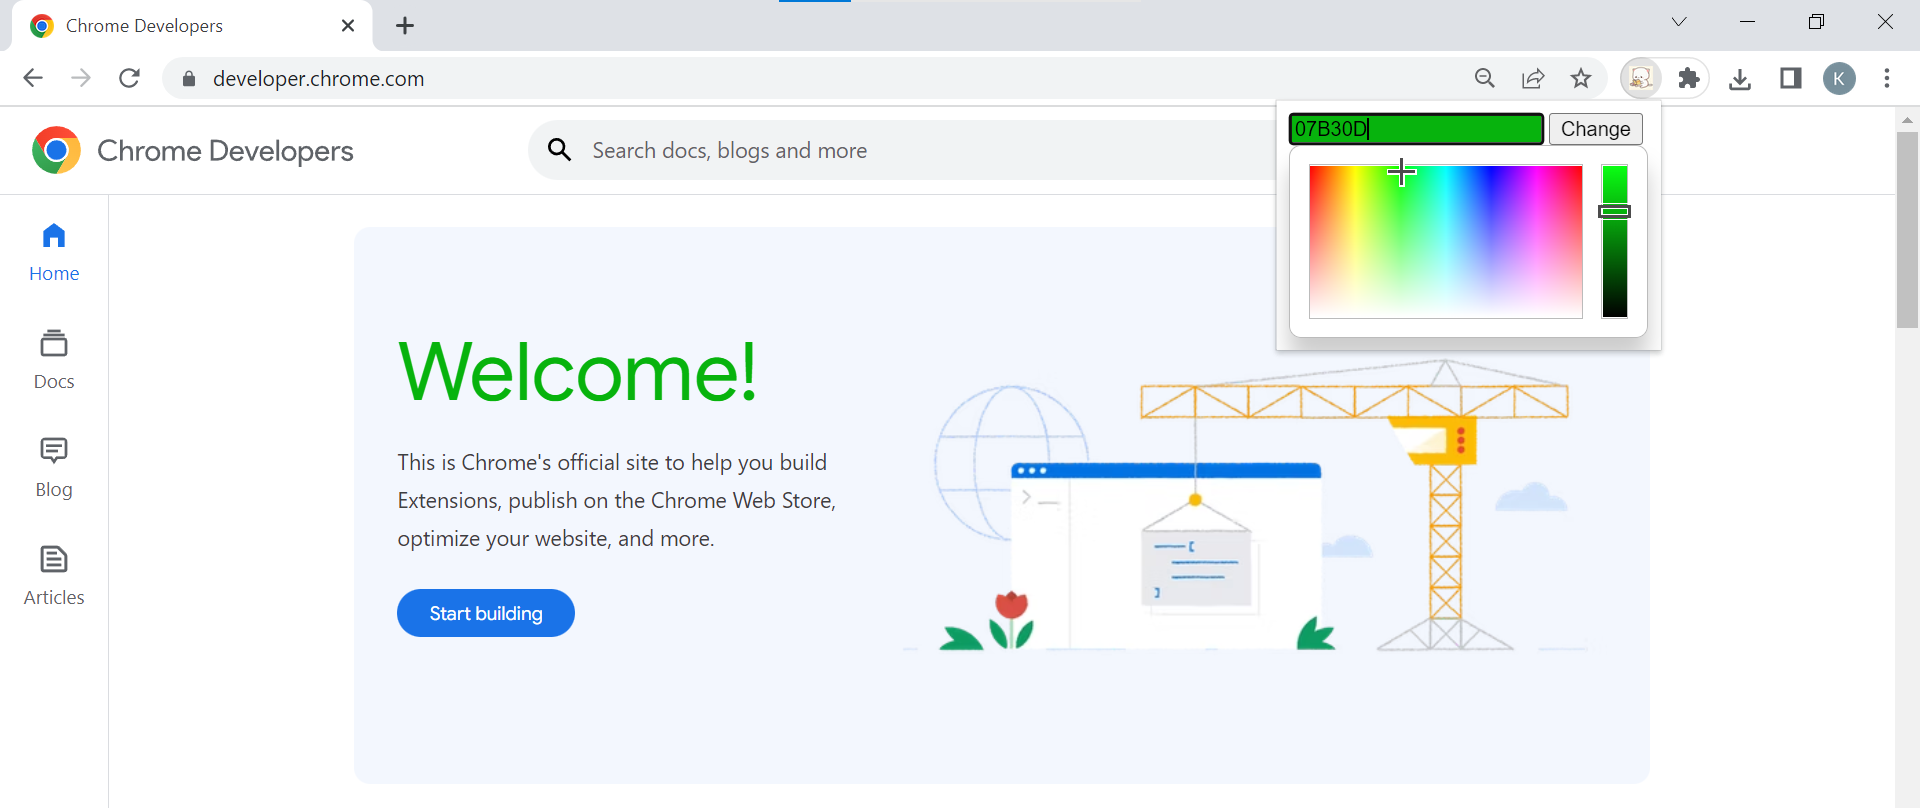 Chrome Developers
developer.chrome.com
K
07B30D
Change
Chrome Developers
Search docs, blogs and more
Home
Docs
Blog
Articles
Welcome!
This is Chrome's official site to help you build
Extensions, publish on the Chrome Web Store,
optimize your website, and more.
Start building